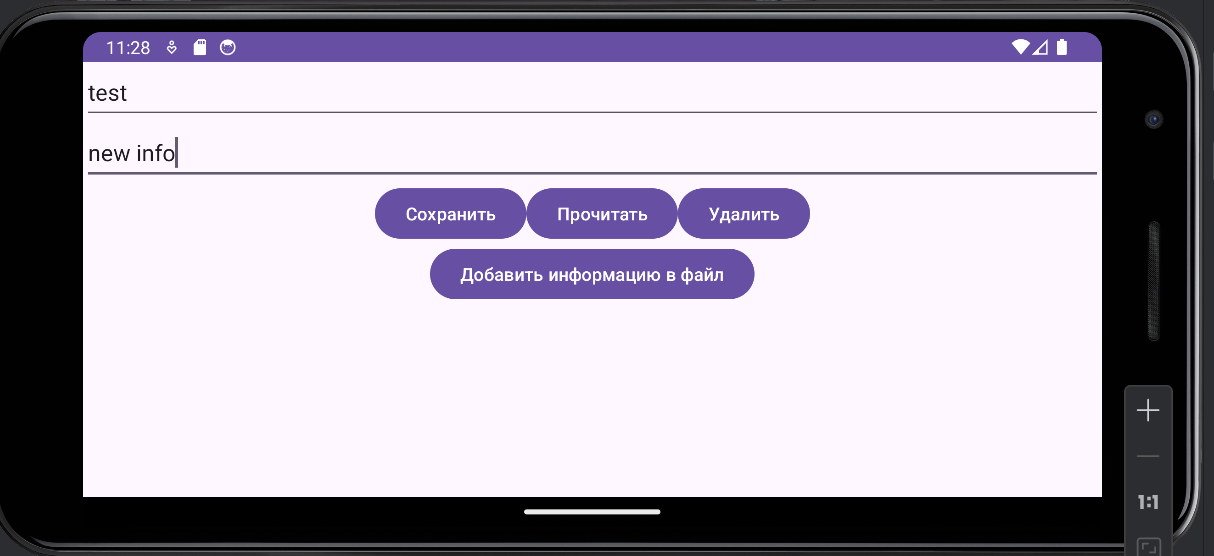 11:28
test
new info
Сохранить Прочитать Удалить
Добавить информацию в файл
1:1